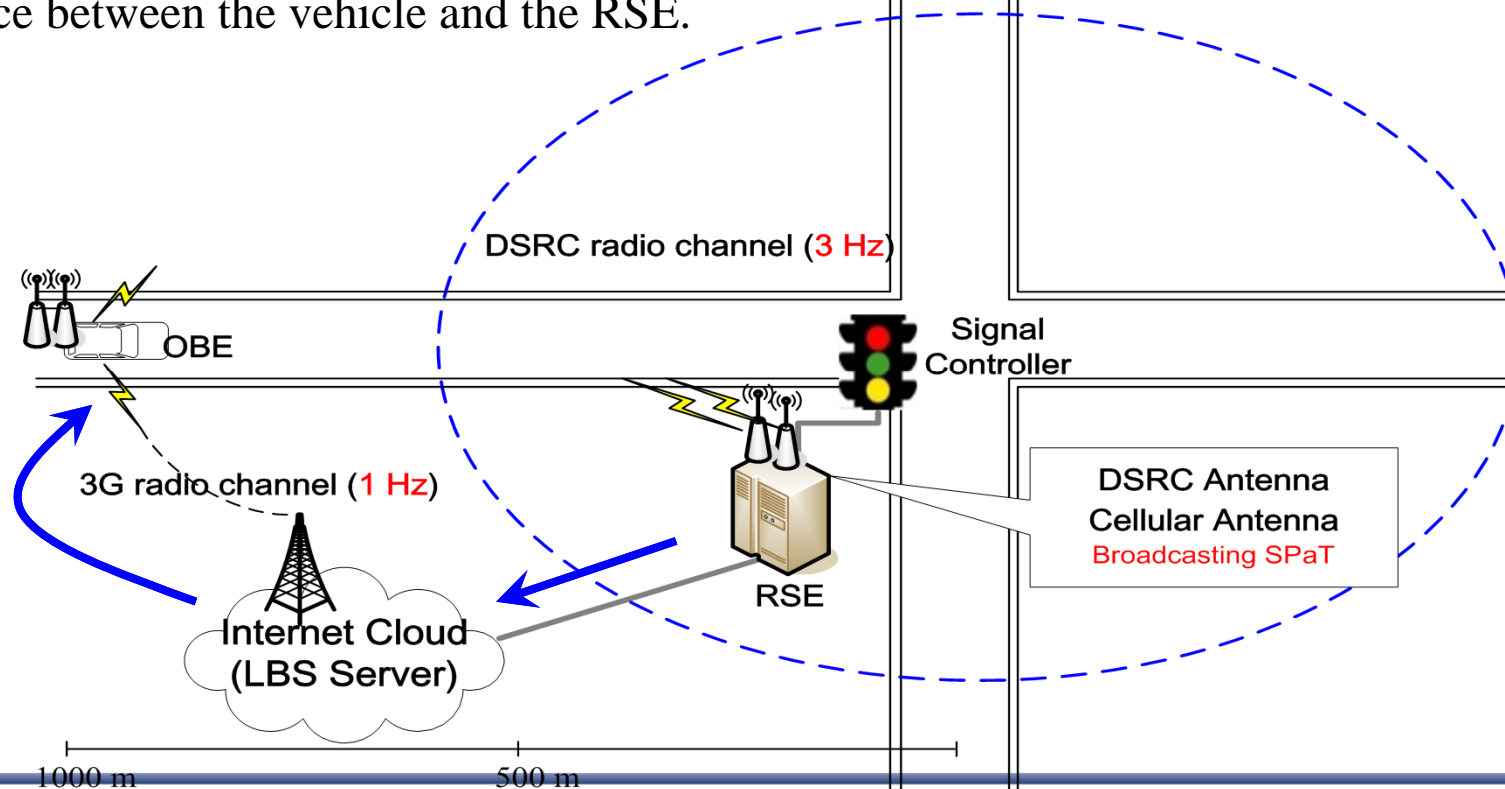 ce between the vehicle and the RSE.
DSRC radio channel (3 Hz)
OBE
Signal
Controller
3G radio channel (1 Hz)
DSRC Antenna
Cellular Antenna
Broadcasting SPaT
RSE
Internet Cloud
(LBS Server)
1000 m
500 m